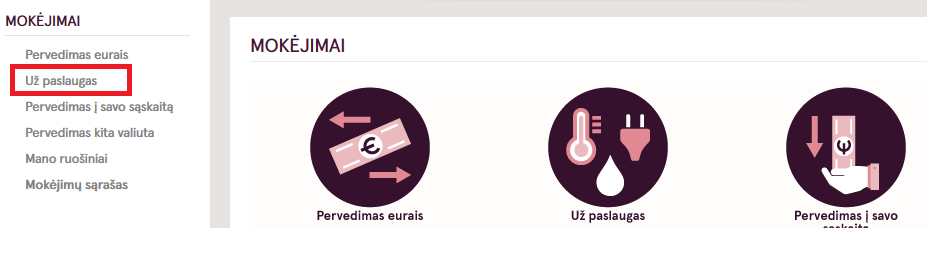 MOKĖJIMAI
Pervedimas eurais
Už paslaugas
Pervedimas į savo sąskaitą
Pervedimas kita valiuta
Mano ruošiniai
Mokėjimų sąrašas
MOKĖJIMAI
Pervedimas eurais
Už paslaugas
Pervedimas į savo
sąskaitą